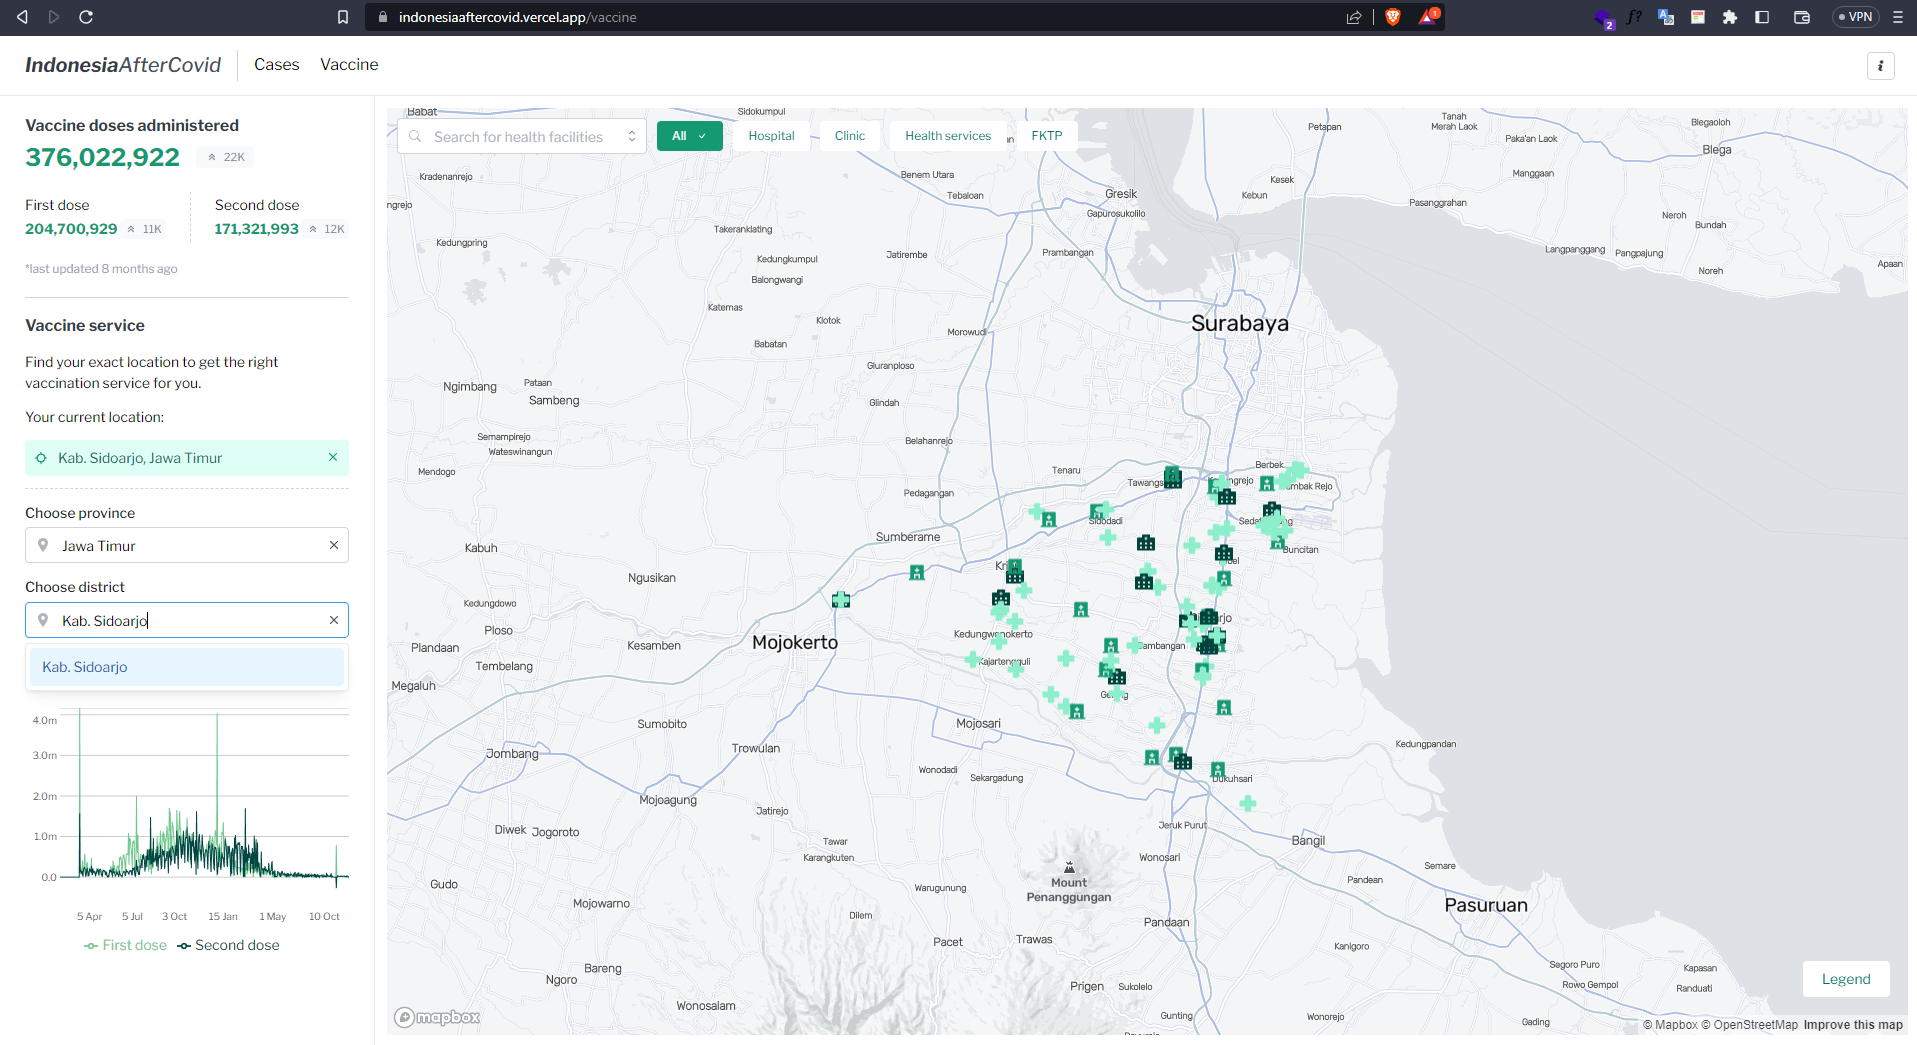 indonesiaaftercovid.vercel.app/vaccine
1
2
f?
VPN
IndonesiaAfterCovid
Cases
Vaccine
i
Vaccine doses administered
376,022,922
22K
First dose
Second dose
204,700,929
11K
171,321,993
12K
*last updated 8 months ago
Vaccine service
Find your exact location to get the right
vaccination service for you.
Your current location:
Kab. Sidoarjo, Jawa Timur
Choose province
Jawa Timur
Choose district
Kab. Sidoarjo
Kab. Sidoarjo
4.0m
3.0m
2.0m
1.0m
0.0
5 Apr
5 Jul
3 Oct
15 Jan
1 May
10 Oct
First dose
Second dose
Search for health facilities
All
Hospital
Clinic
Health services
FKTP
Babat
Sidokumpul
Kradenanrejo
Benem Utara
Tebaloan
Gresik
Gapurosukolilo
Kesek
Kebun
Petapan
Tanah
Merah Laok
Paka'an Laok
Blegaoloh
Blega
Manggaan
Pasanggrahan
Neroh
Bundah
Langpanggang
Pangpajung
Apaan
Noreh
ngrejo
Takeranklating
Kedungpring
Kedungkumpul
Balongwangi
Jatirembe
Prambangan
Katemas
Klotok
Morowudi
Babatan
Surabaya
Giluranploso
Ngimbang
Pataan
Sambeng
Glindah
Semampirejo
Wateswinangun
Belahanrejo
Mendogo
Tenaru
Tawangs
Berbek
Pedagangan
Sidodadi
Buncitan
Sumberame
Kabuh
Ngusikan
Kedungdowo
Ploso
Plandaan
Kesamben
Mojokerto
Kedungwonokerto
Kajartengguli
Tembelang
Megaluh
Sumobito
Mojosari
Jombang
Trowulan
Wonodadi
Sekargadung
Kedungpandan
Mojoagung
Jatirejo
Jeruk Purut
Bangil
Diwek
Jogoroto
Tawar
Karangkuten
Wonosari
Semare
Pandean
Gudo
Mojowarno
Warugunung
Mount
Penanggungan
Pasuruan
Dilem
Pandaan
Pacet
Trawas
Kanigoro
Bareng
Ngoro
Segoro Puro
Rowo Gempol
Kapasan
Randuati
Prigen
Sukolelo
Wonosalam
Gunting
Wonorejo
Gading
Legend
mapbox
© Mapbox © OpenStreetMap Improve this map